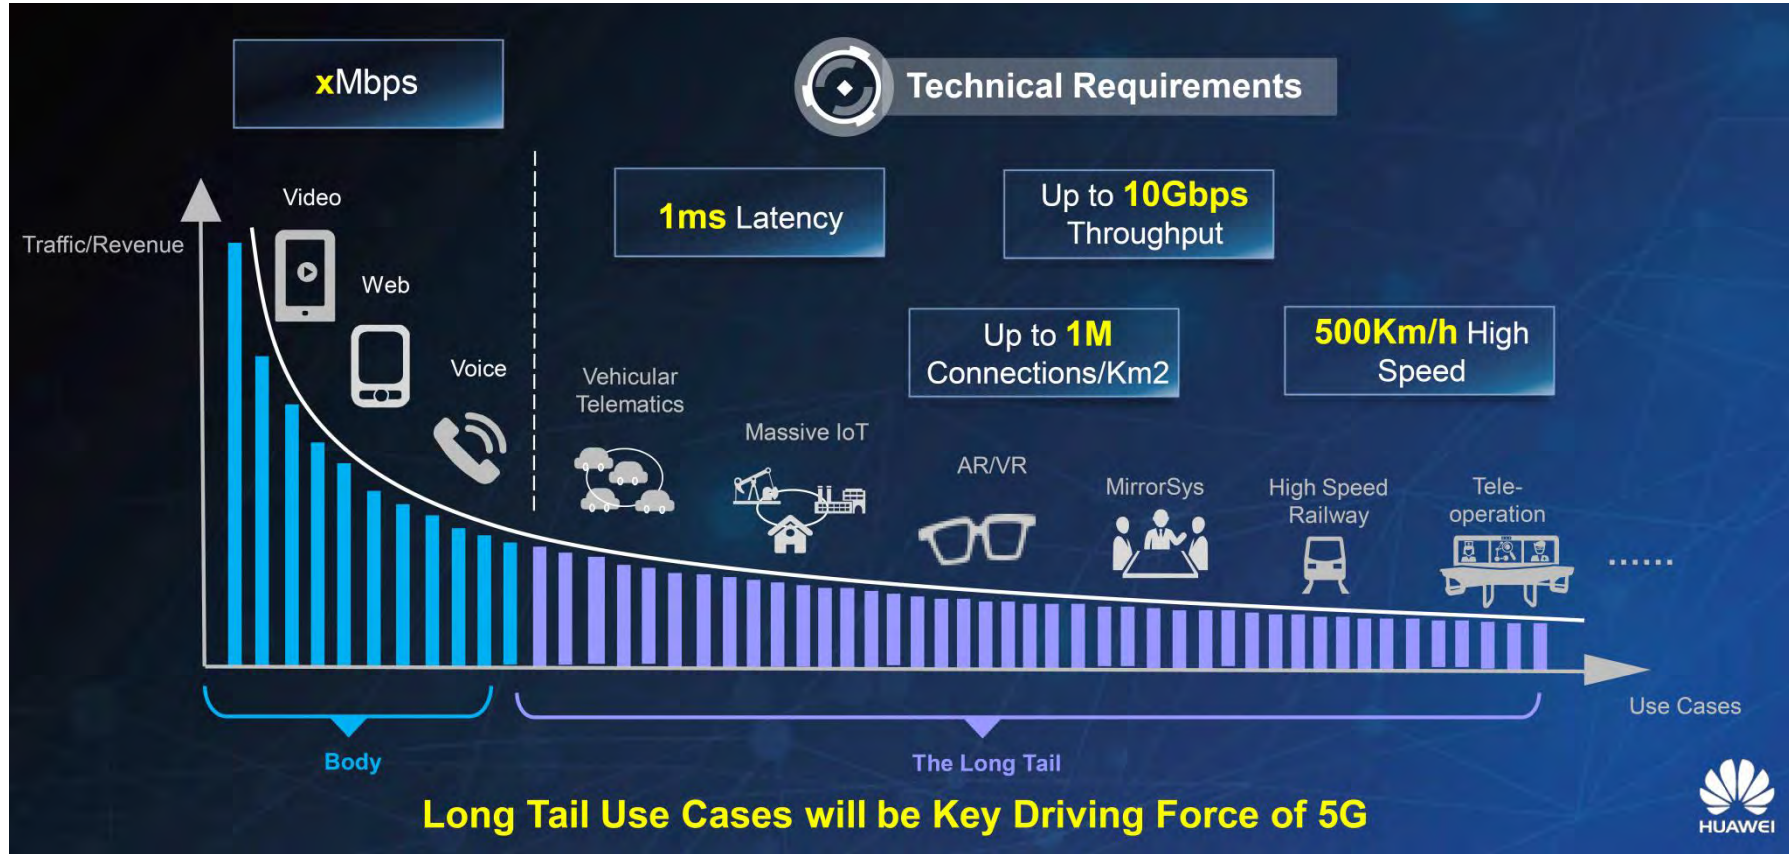 xMbps
Technical Requirements
1ms Latency
Up to 10Gbps
Throughput
Up to 1M
Connections/Km2
500Km/h High
Speed
Traffic/Revenue
Video
Web
Voice
Vehicular
Telematics
Massive IoT
AR/VR
MirrorSys
High Speed
Railway
Tele-
operation
......
Use Cases
Body
The Long Tail
Long Tail Use Cases will be Key Driving Force of 5G
HUAWEI